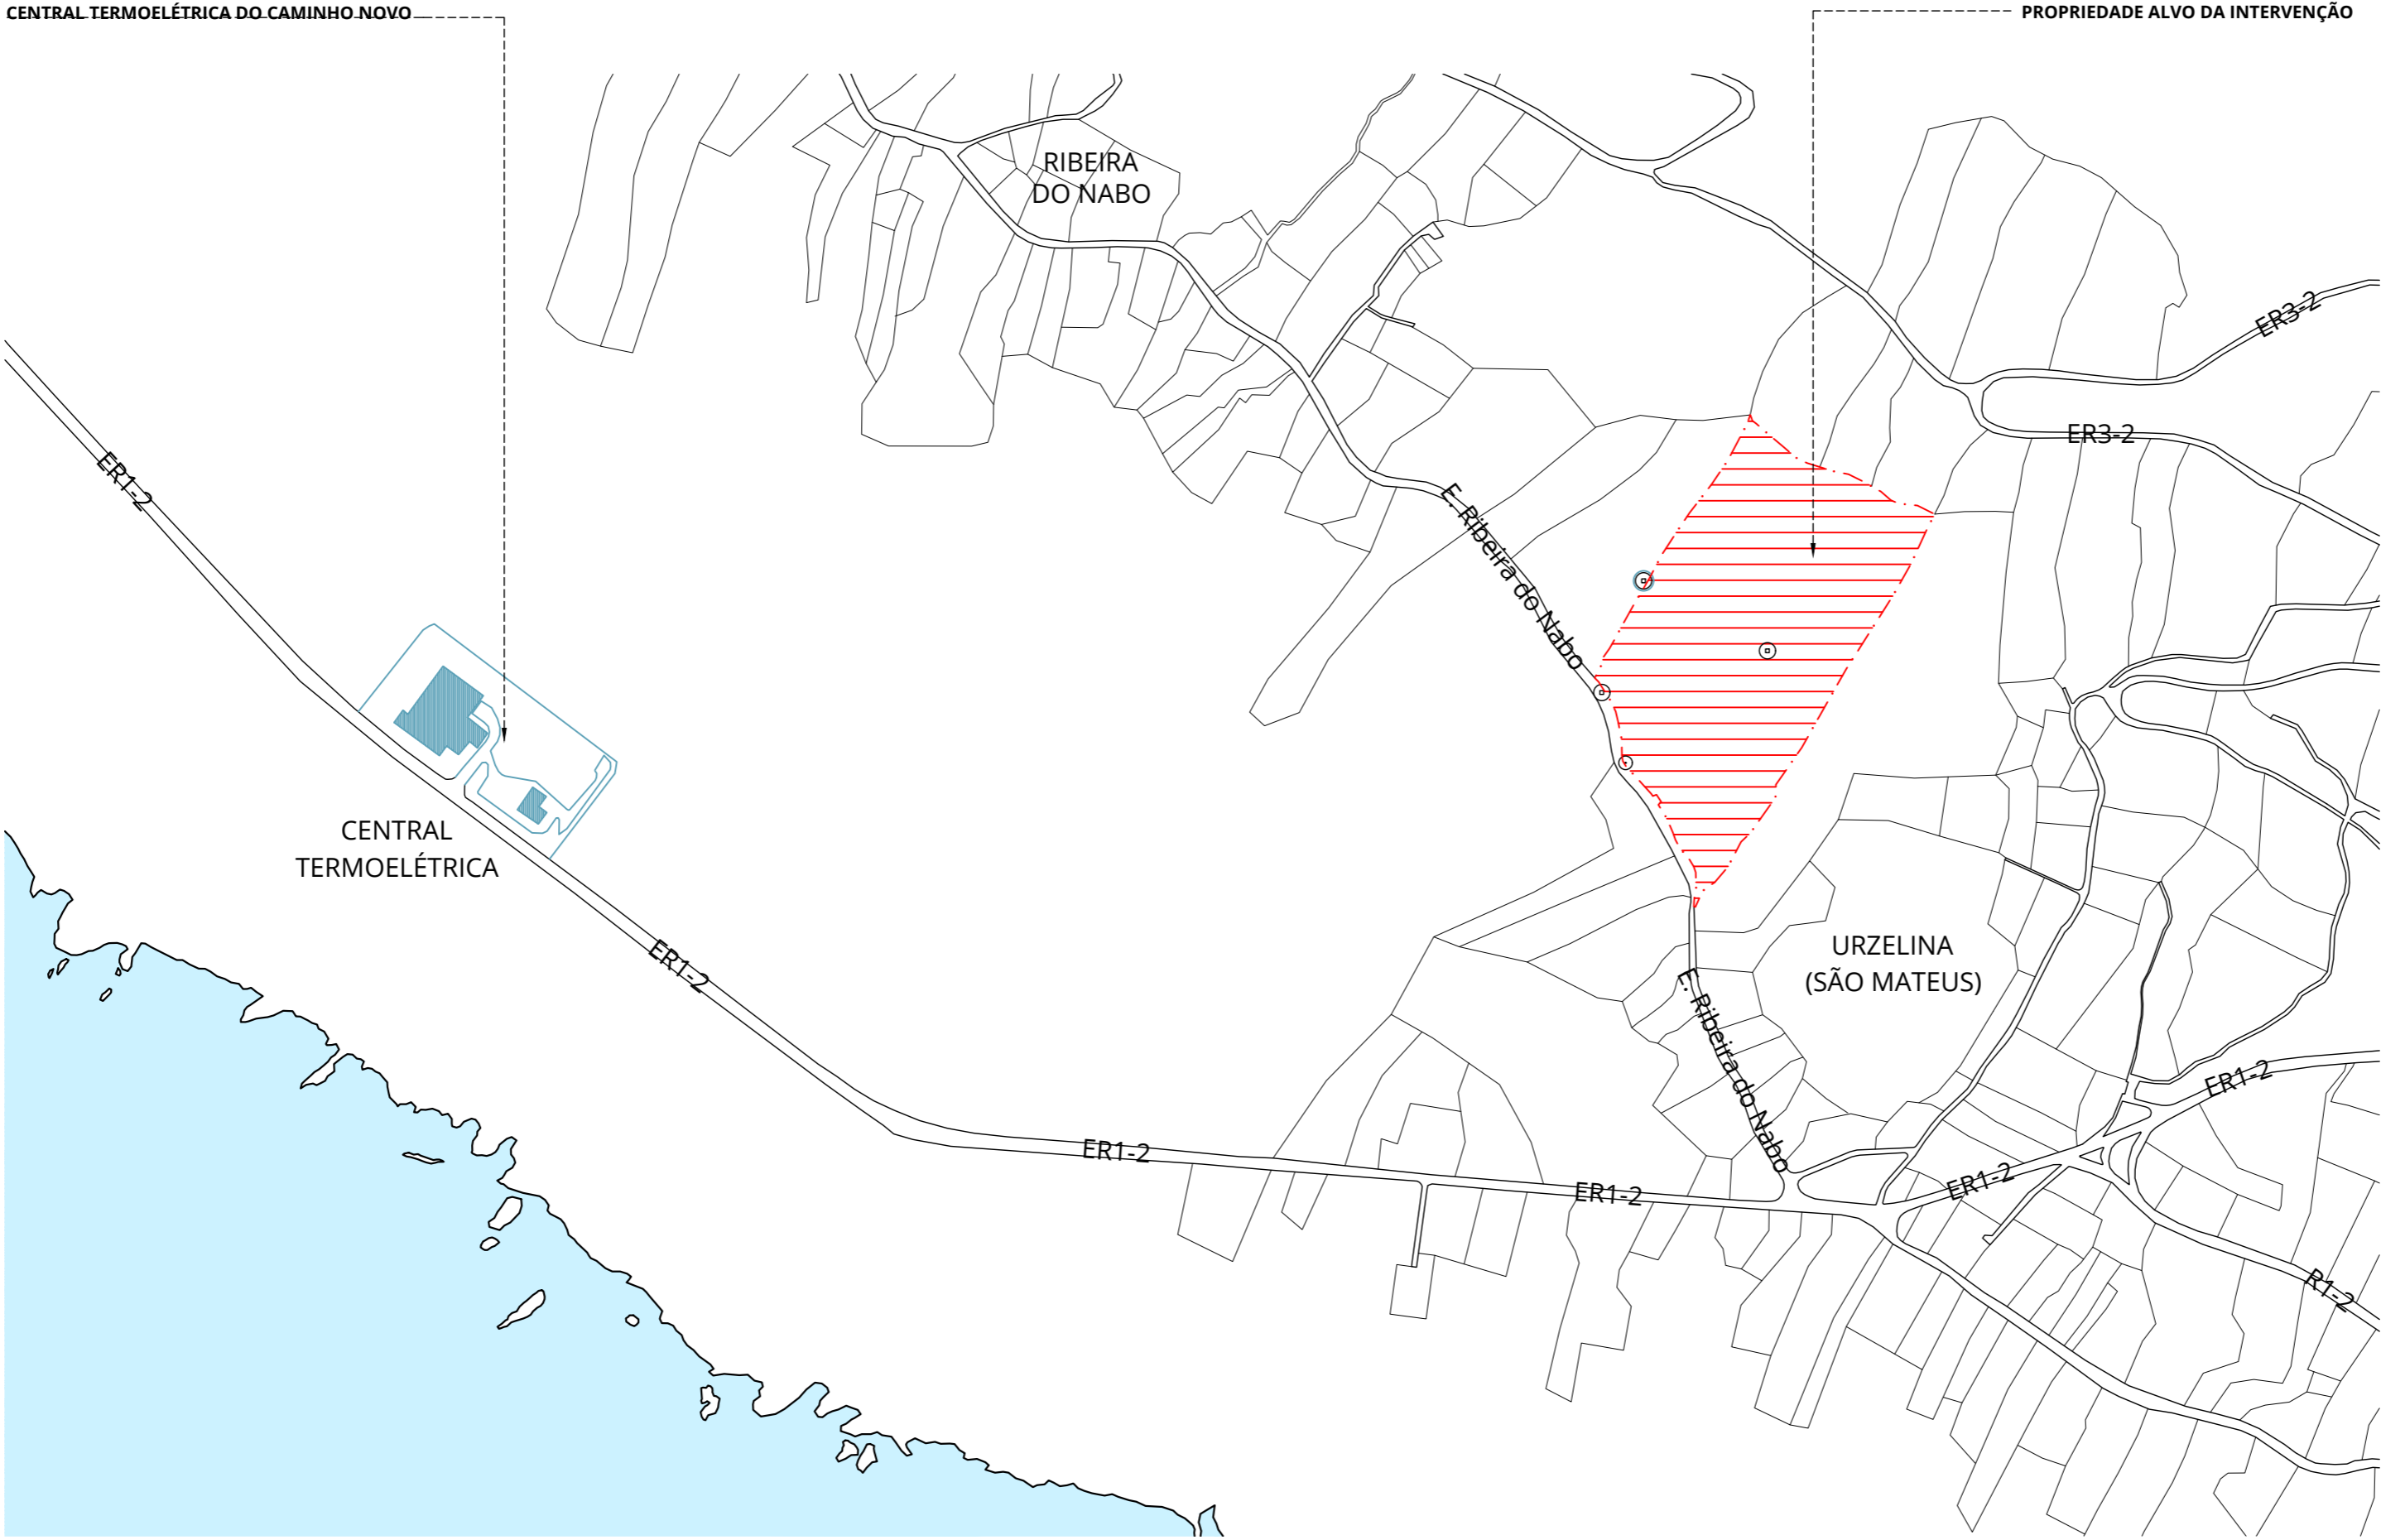 CENTRAL TERMOELÉTRICA DO CAMINHO NOVO
PROPRIEDADE ALVO DA INTERVENÇÃO
RIBEIRA
DO NABO
ER3-2
ER3-2
ER1-2
E. Ribeira do Nabo
CENTRAL
TERMOELÉTRICA
URZELINA
(SÃO MATEUS)
ER1-2
E. Ribeira do Nabo
ER1-2
ER1-2
ER1-2
ER1-2
R1-2